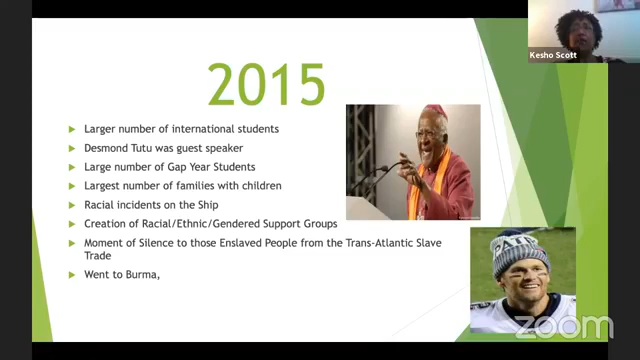 Kesho Scott
2015
Larger number of international students
Desmond Tutu was guest speaker
Large number of Gap Year Students
Largest number of families with children
Racial incidents on the Ship
Creation of Racial/Ethnic/Gendered Support Groups
Moment of Silence to those Enslaved People from the Trans-Atlantic Slave
Trade
Went to Burma,
PATR
zoom